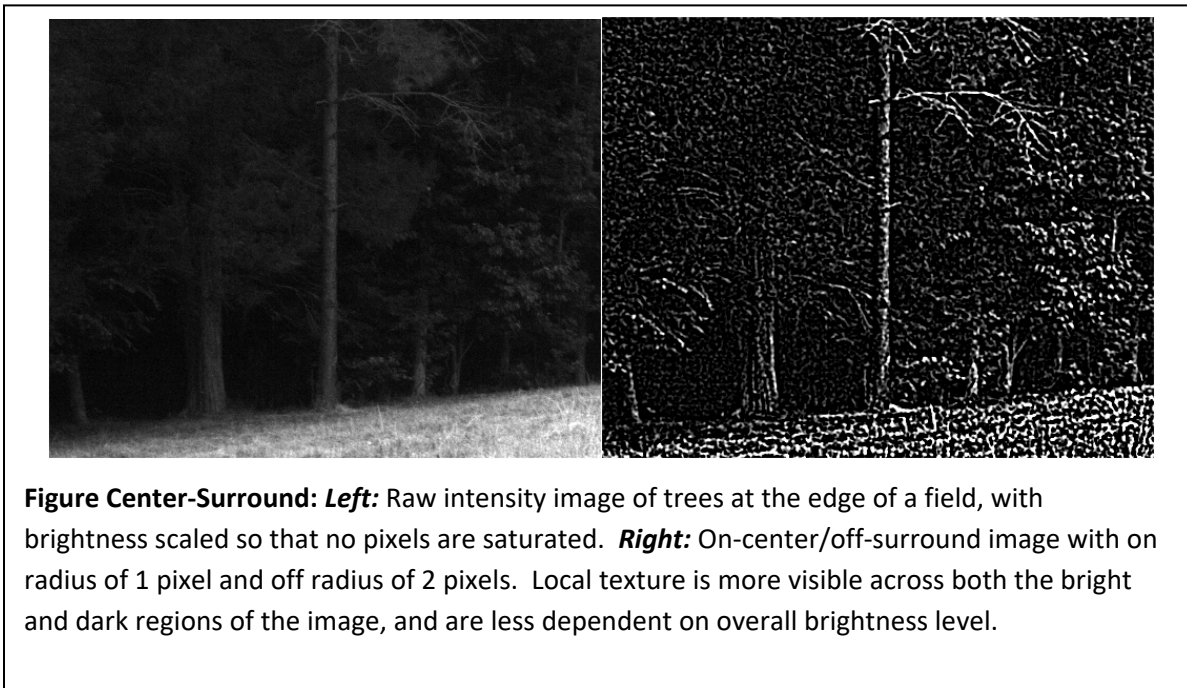 Figure Center-Surround: Left: Raw intensity image of trees at the edge of a field, with
brightness scaled so that no pixels are saturated. Right: On-center/off-surround image with on
radius of 1 pixel and off radius of 2 pixels. Local texture is more visible across both the bright
and dark regions of the image, and are less dependent on overall brightness level.